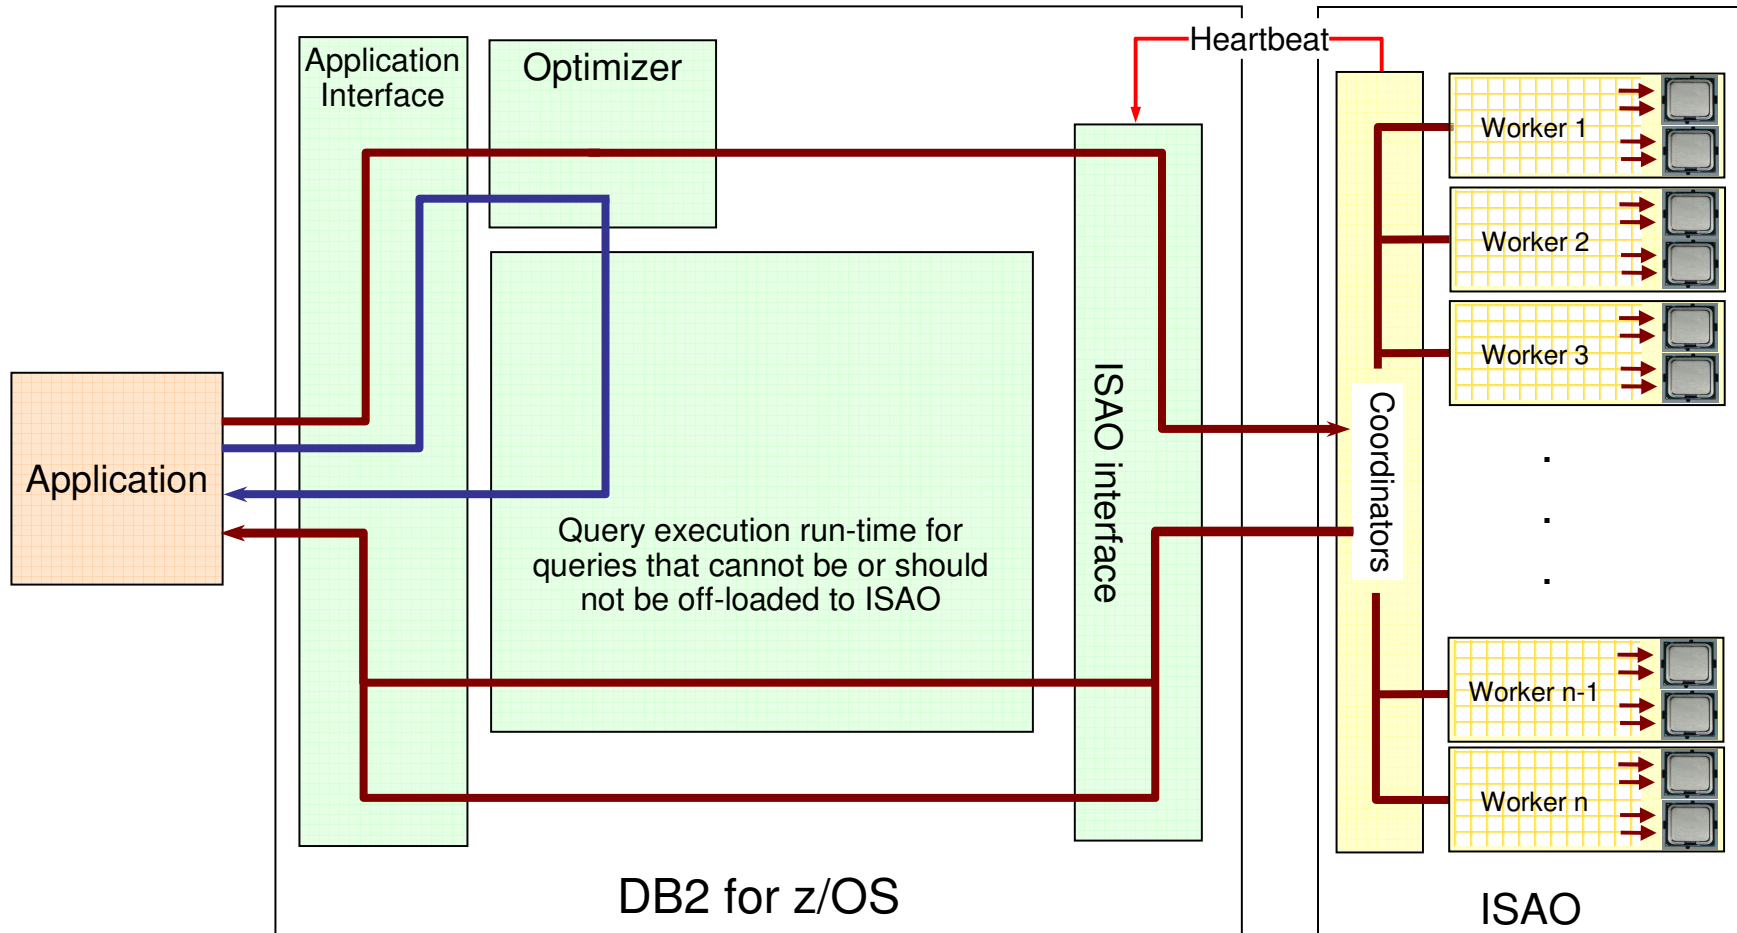 Heartbeat
Application
Interface
Optimizer
Worker 1
Worker 2
Worker 3
ISAO interface
Coordinators
Application
Query execution run-time for
queries that cannot be or should
not be off-loaded to ISAO
.
.
.
Worker n-1
Worker n
DB2 for z/OS
ISAO